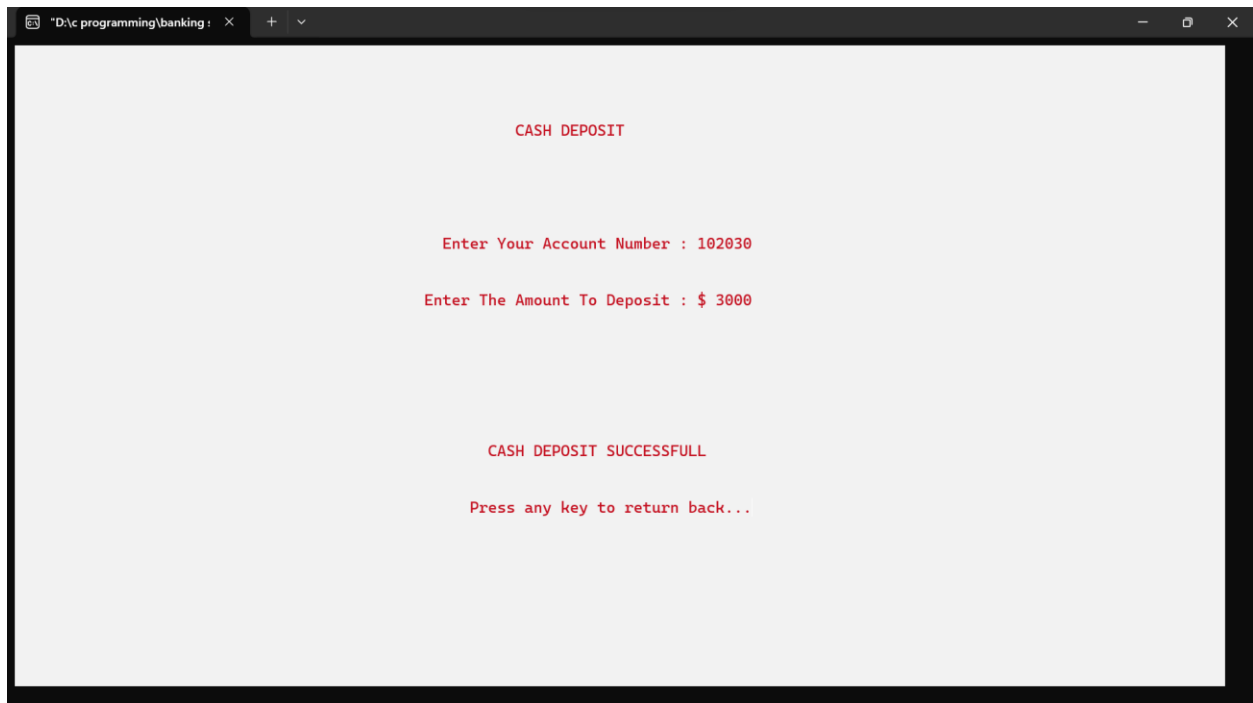 "D:\c programming\banking s
CASH DEPOSIT
Enter Your Account Number : 102030
Enter The Amount To Deposit : $ 3000
CASH DEPOSIT SUCCESSFULL
Press any key to return back...